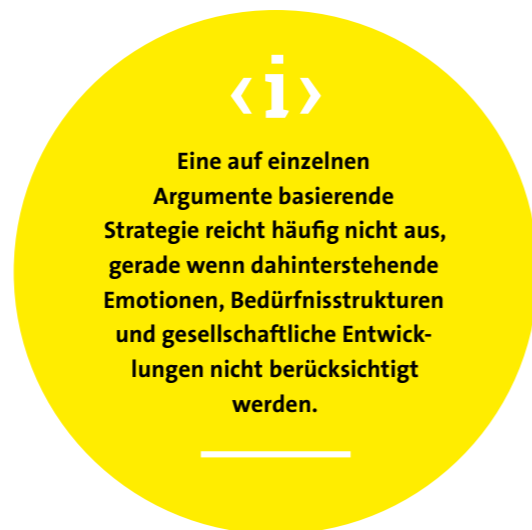 ‹i›
Eine auf einzelnen
Argumente basierende
Strategie reicht häufig nicht aus,
gerade wenn dahinterstehende
Emotionen, Bedürfnisstrukturen
und gesellschaftliche Entwick-
lungen nicht berücksichtigt
werden.